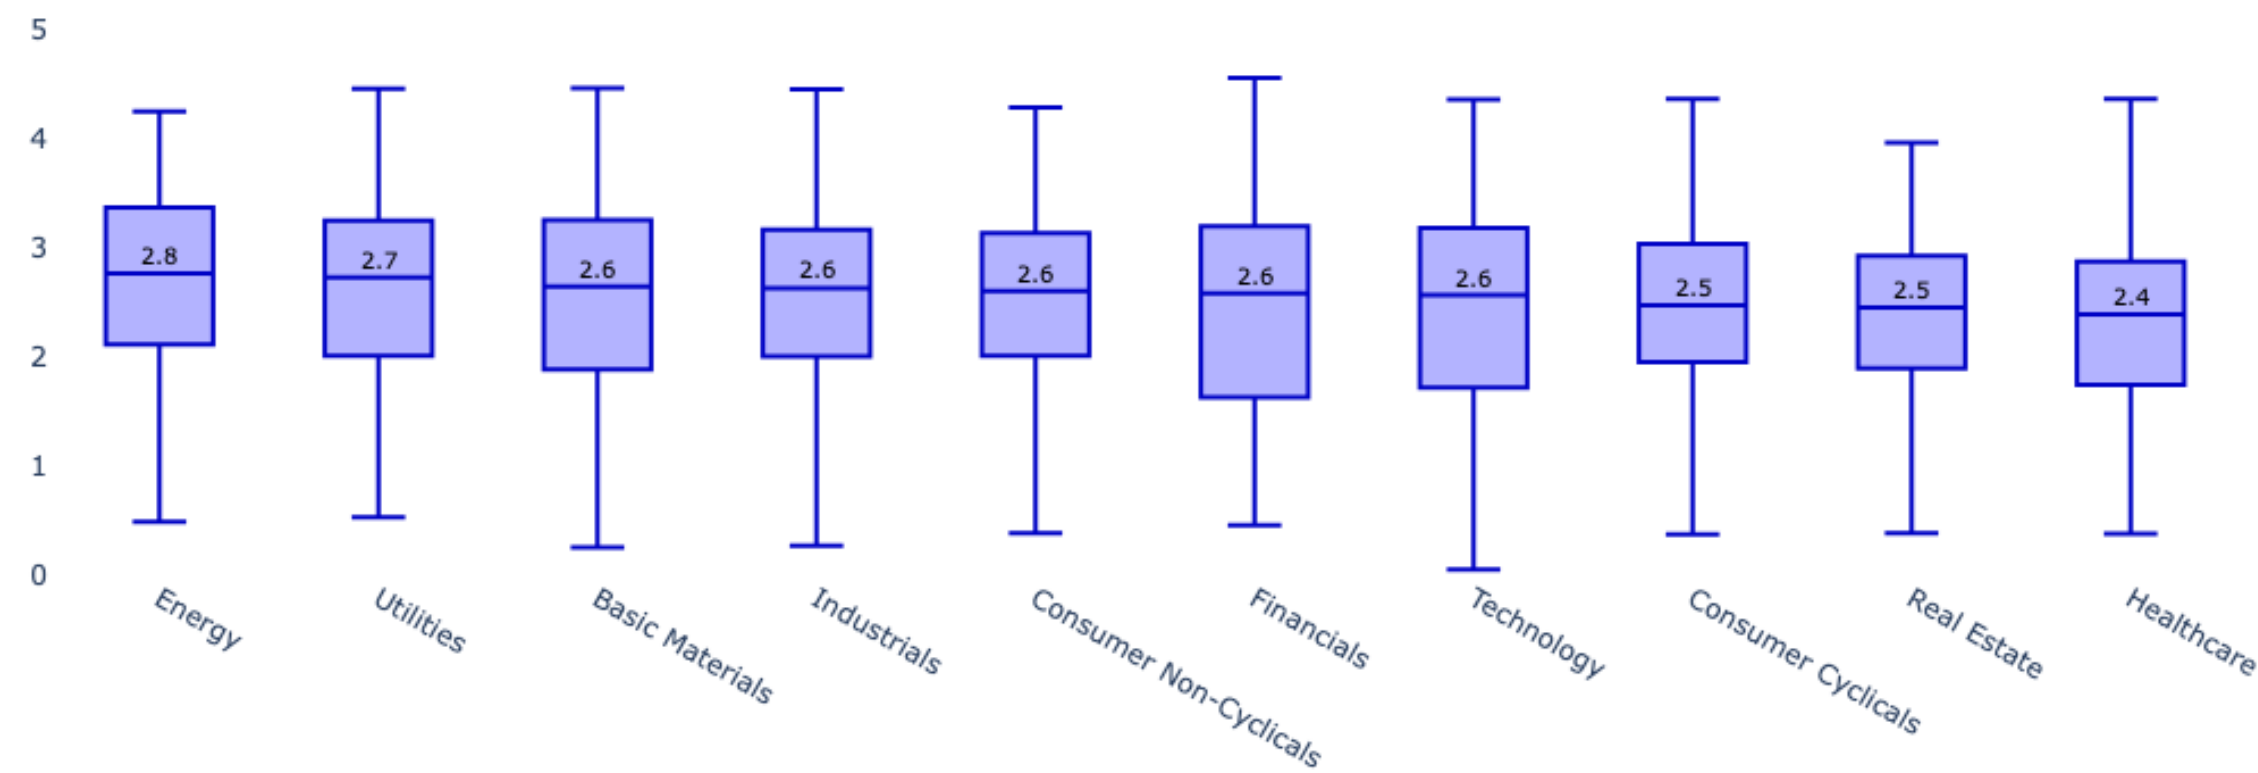 5
4
3
2
1
0
2.8
2.7
2.6
2.6
2.6
2.6
2.6
2.5
2.5
2.4
Energy
Utilities
Basic Materials
Industrials
Consumer Non-Cyclicals
Financials
Technology
Consumer Cyclicals
Real Estate
Healthcare